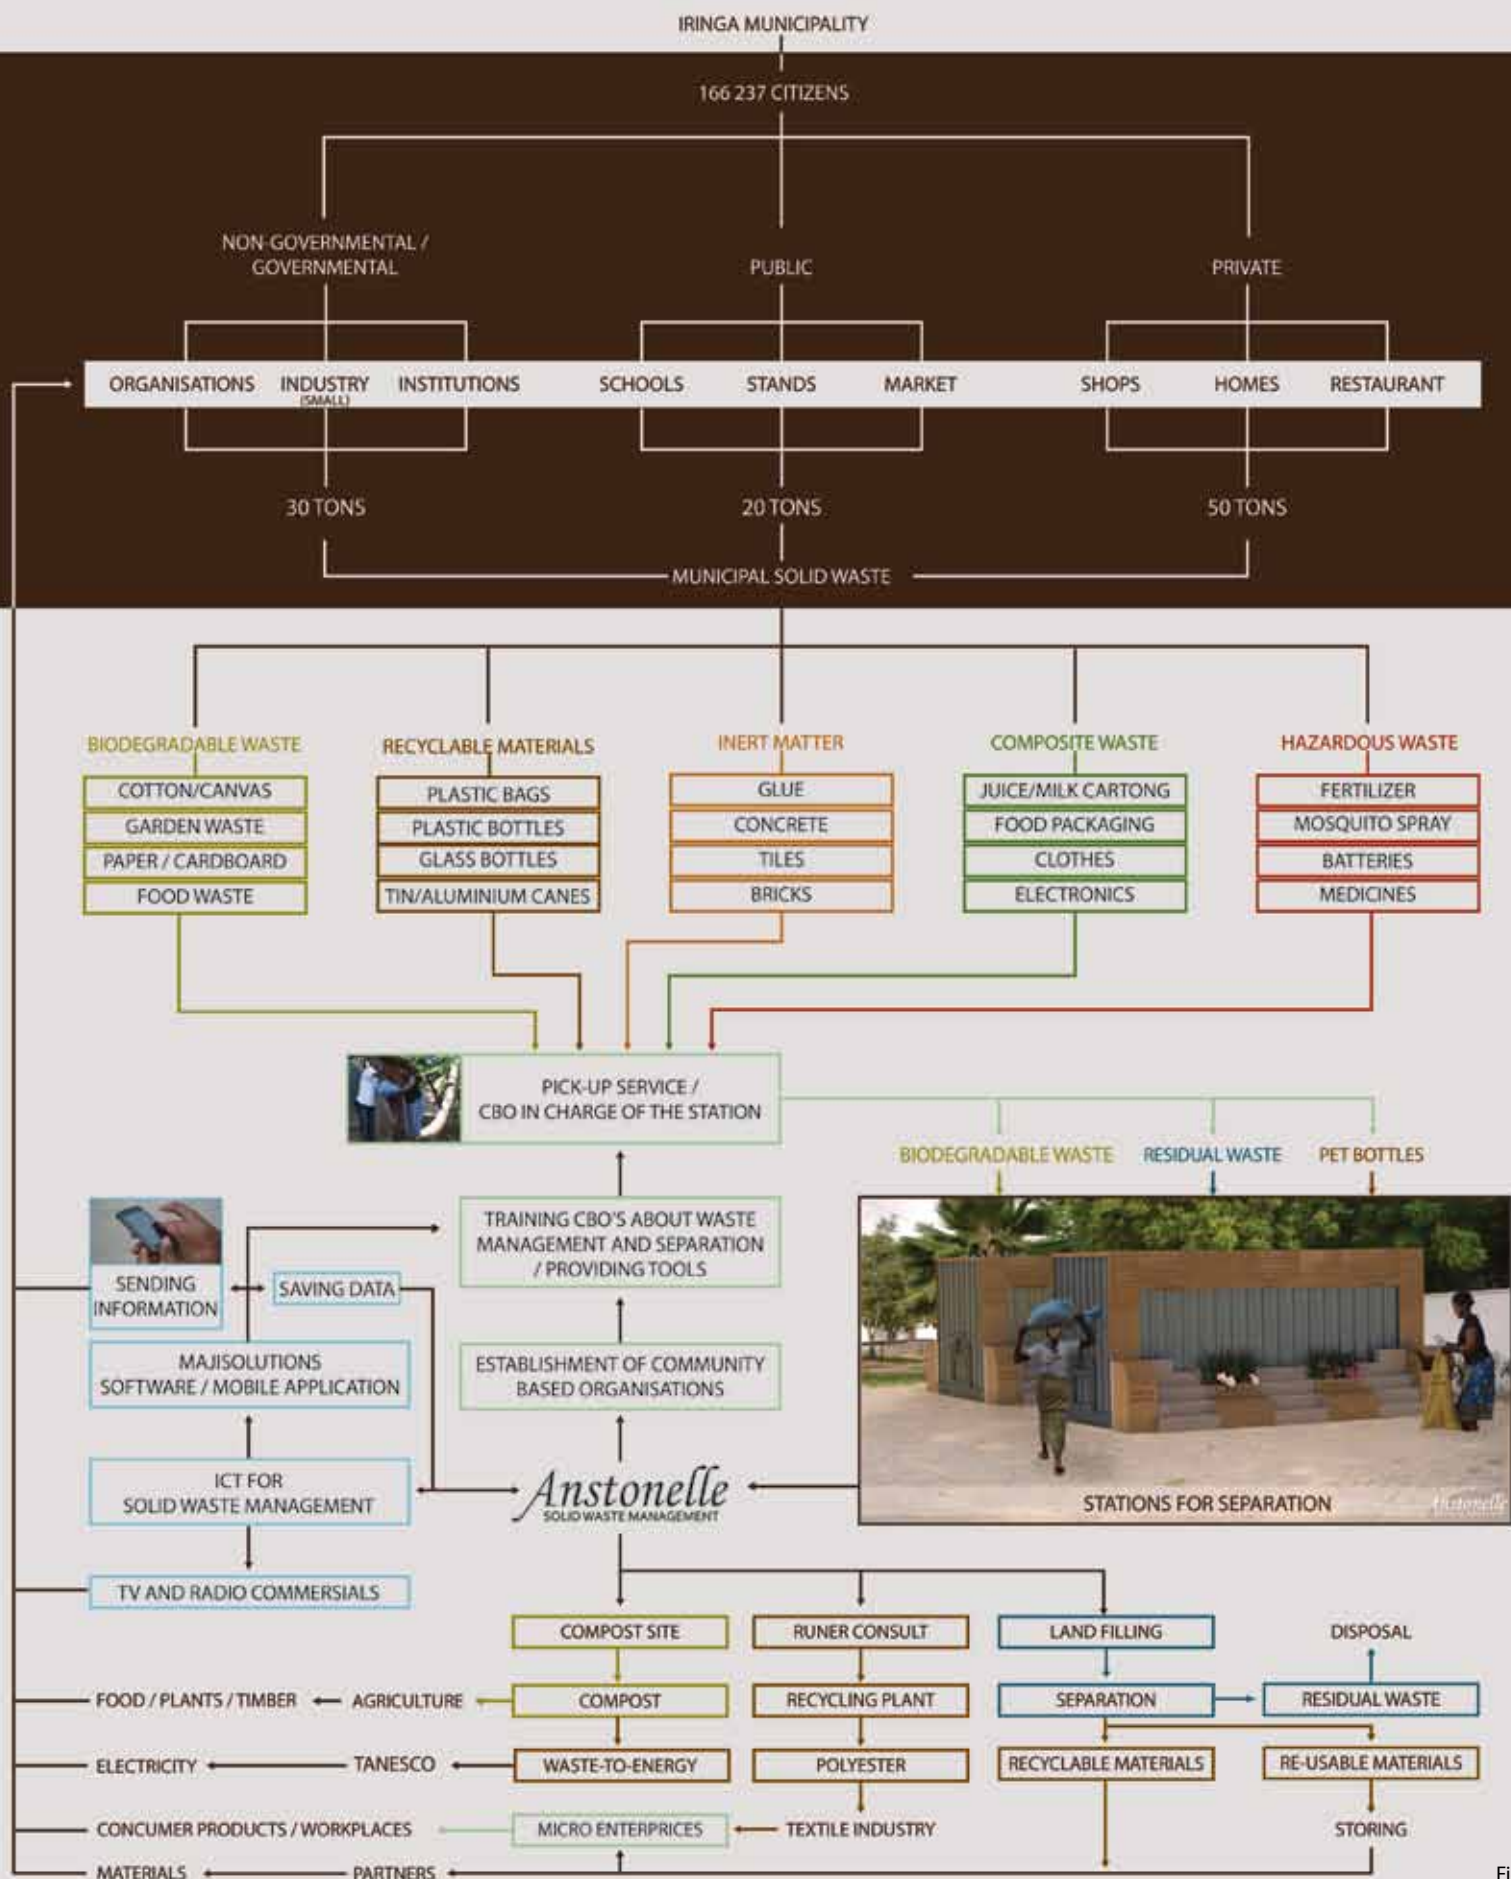 IRINGA MUNICIPALITY
166 237 CITIZENS
NON-GOVERNMENTAL /
GOVERNMENTAL
PUBLIC
PRIVATE
ORGANISATIONS
INDUSTRY
(SMALL)
INSTITUTIONS
SCHOOLS
STANDS
MARKET
SHOPS
HOMES
RESTAURANT
30 TONS
20 TONS
50 TONS
MUNICIPAL SOLID WASTE
BIODEGRADABLE WASTE
COTTON/CANVAS
GARDEN WASTE
PAPER / CARDBOARD
FOOD WASTE
RECYCLABLE MATERIALS
PLASTIC BAGS
PLASTIC BOTTLES
GLASS BOTTLES
TIN/ALUMINIUM CANES
INERT MATTER
GLUE
CONCRETE
TILES
BRICKS
COMPOSITE WASTE
JUICE/MILK CARTONG
FOOD PACKAGING
CLOTHES
ELECTRONICS
HAZARDOUS WASTE
FERTILIZER
MOSQUITO SPRAY
BATTERIES
MEDICINES
PICK-UP SERVICE /
CBO IN CHARGE OF THE STATION
BIODEGRADABLE WASTE
RESIDUAL WASTE
PET BOTTLES
TRAINING CBO'S ABOUT WASTE
MANAGEMENT AND SEPARATION
/ PROVIDING TOOLS
SENDING
INFORMATION
SAVING DATA
MAJISOLUTIONS
SOFTWARE / MOBILE APPLICATION
ESTABLISHMENT OF COMMUNITY
BASED ORGANISATIONS
ICT FOR
SOLID WASTE MANAGEMENT
Anstonelle
SOLID WASTE MANAGEMENT
STATIONS FOR SEPARATION
Anstonelle
TV AND RADIO COMMERSIALS
COMPOST SITE
RUNER CONSULT
LAND FILLING
DISPOSAL
FOOD / PLANTS / TIMBER
AGRICULTURE
COMPOST
RECYCLING PLANT
SEPARATION
RESIDUAL WASTE
ELECTRICITY
TANESCO
WASTE-TO-ENERGY
POLYESTER
RECYCLABLE MATERIALS
RE-USABLE MATERIALS
CONCUMER PRODUCTS / WORKPLACES
MICRO ENTERPRICES
TEXTILE INDUSTRY
STORING
MATERIALS
PARTNERS
Fi